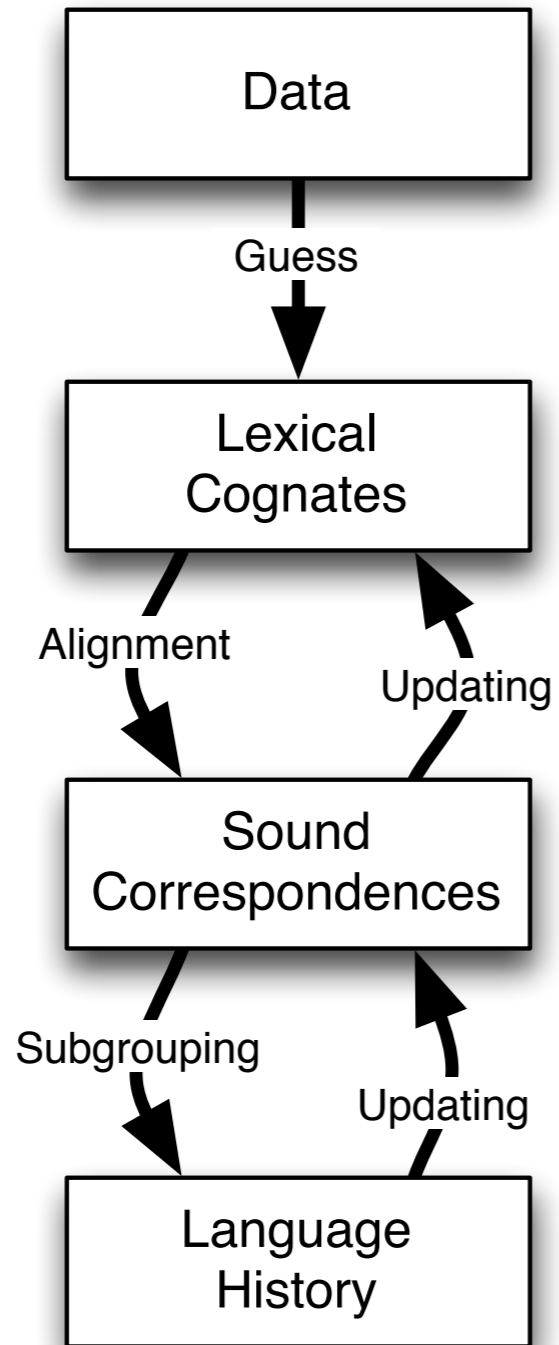 Data
Guess
Lexical
Cognates
Alignment
Updating
Sound
Correspondences
Subgrouping
Updating
Language
History